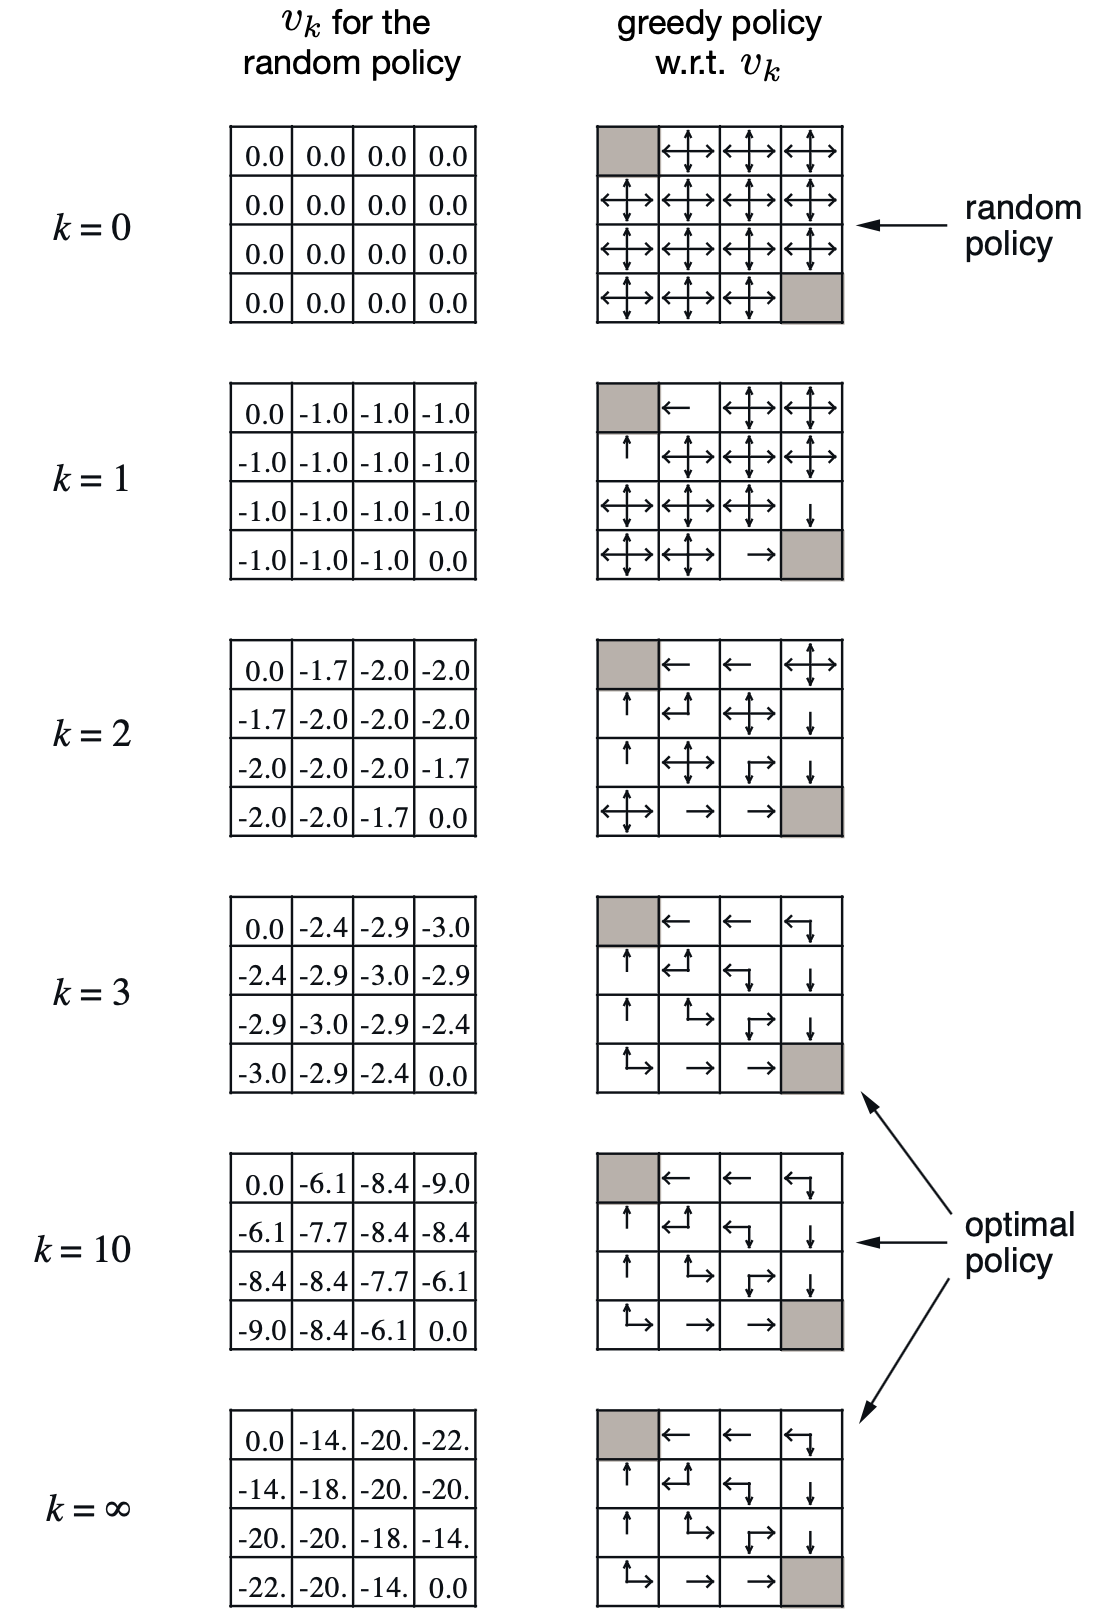 v_k for the
random policy
greedy policy
w.r.t. v_k
k = 0
0.0 0.0 0.0 0.0
0.0 0.0 0.0 0.0
0.0 0.0 0.0 0.0
0.0 0.0 0.0 0.0
random
policy
k = 1
0.0 -1.0 -1.0 -1.0
-1.0 -1.0 -1.0 -1.0
-1.0 -1.0 -1.0 -1.0
-1.0 -1.0 -1.0 0.0
k = 2
0.0 -1.7 -2.0 -2.0
-1.7 -2.0 -2.0 -2.0
-2.0 -2.0 -2.0 -1.7
-2.0 -2.0 -1.7 0.0
k = 3
0.0 -2.4 -2.9 -3.0
-2.4 -2.9 -3.0 -2.9
-2.9 -3.0 -2.9 -2.4
-3.0 -2.9 -2.4 0.0
k = 10
0.0 -6.1 -8.4 -9.0
-6.1 -7.7 -8.4 -8.4
-8.4 -8.4 -7.7 -6.1
-9.0 -8.4 -6.1 0.0
optimal
policy
k = ∞
0.0 -14. -20. -22.
-14. -18. -20. -20.
-20. -20. -18. -14.
-22. -20. -14. 0.0